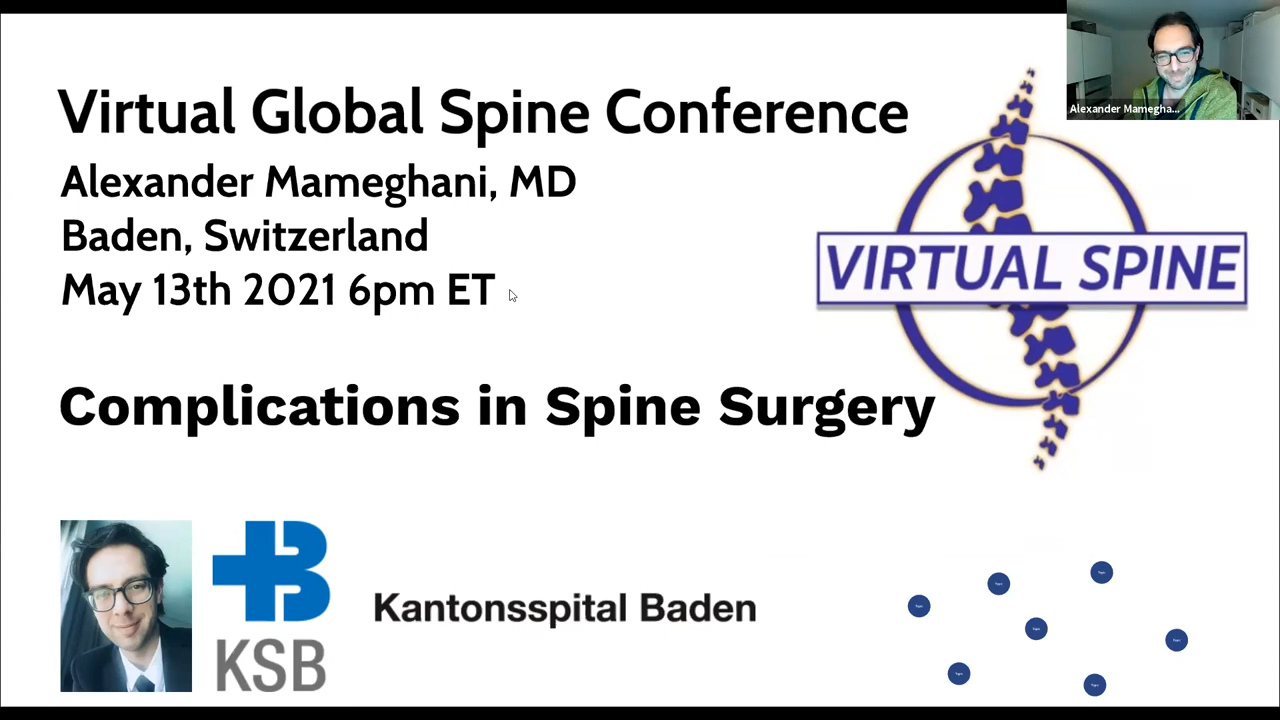 Virtual Global Spine Conference
Alexander Mamegha...
Alexander Mameghani, MD
Baden, Switzerland
May 13th 2021 6pm ET
VIRTUAL SPINE
Complications in Spine Surgery
B
KSB
Kantonsspital Baden